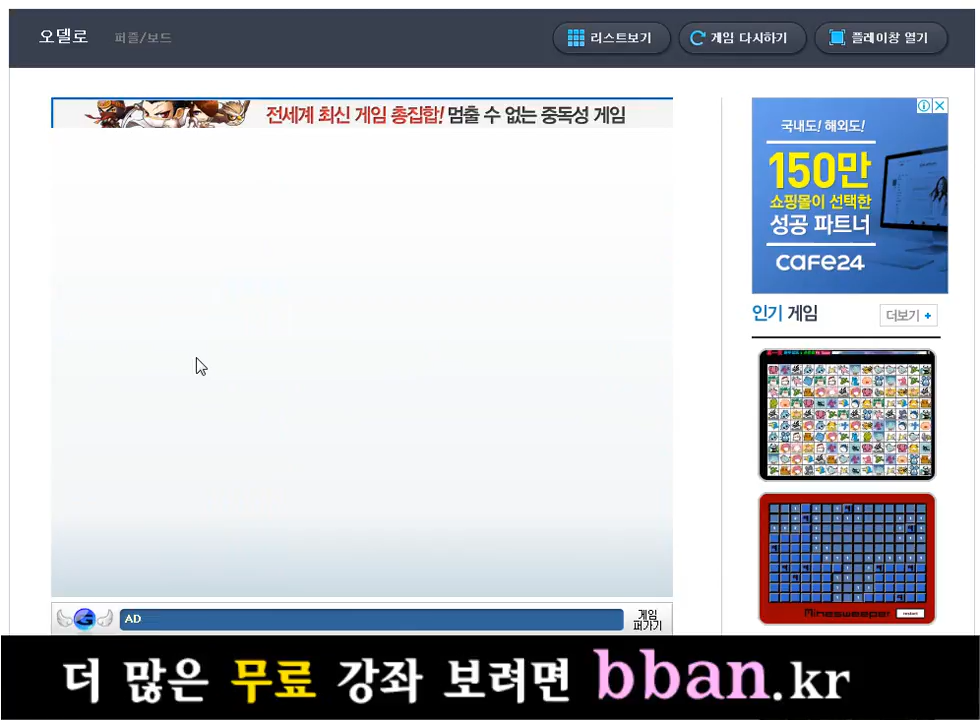 오델로 퍼즐/보드 리스트보기 게임 다시하기 플레이창 열기
전세계 최신 게임 총집합! 멈출 수 없는 중독성 게임
국내도! 해외도!
150만
쇼핑몰이 선택한
성공 파트너
cafe24
인기 게임 더보기 +
Minesweeper
AD 게임
퍼가기
더 많은 무료 강좌 보려면 bban.kr